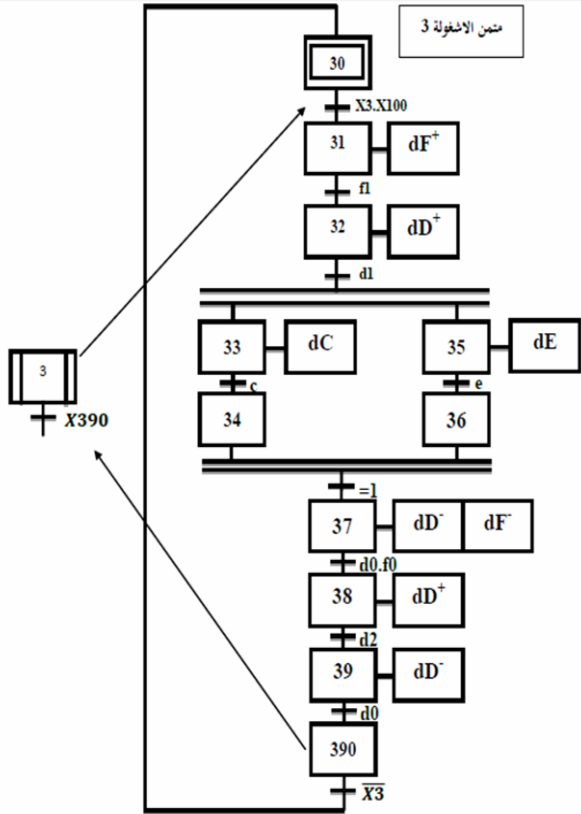 متمن الاشغولة 3
30
X3.X100
31 dF⁺
f1
32 dD⁺
d1
33 dC 35 dE
c e
34 36
3
X390
=1
37 dD⁻ dF⁻
d0.f0
38 dD⁺
d2
39 dD⁻
d0
390
X̅3̅